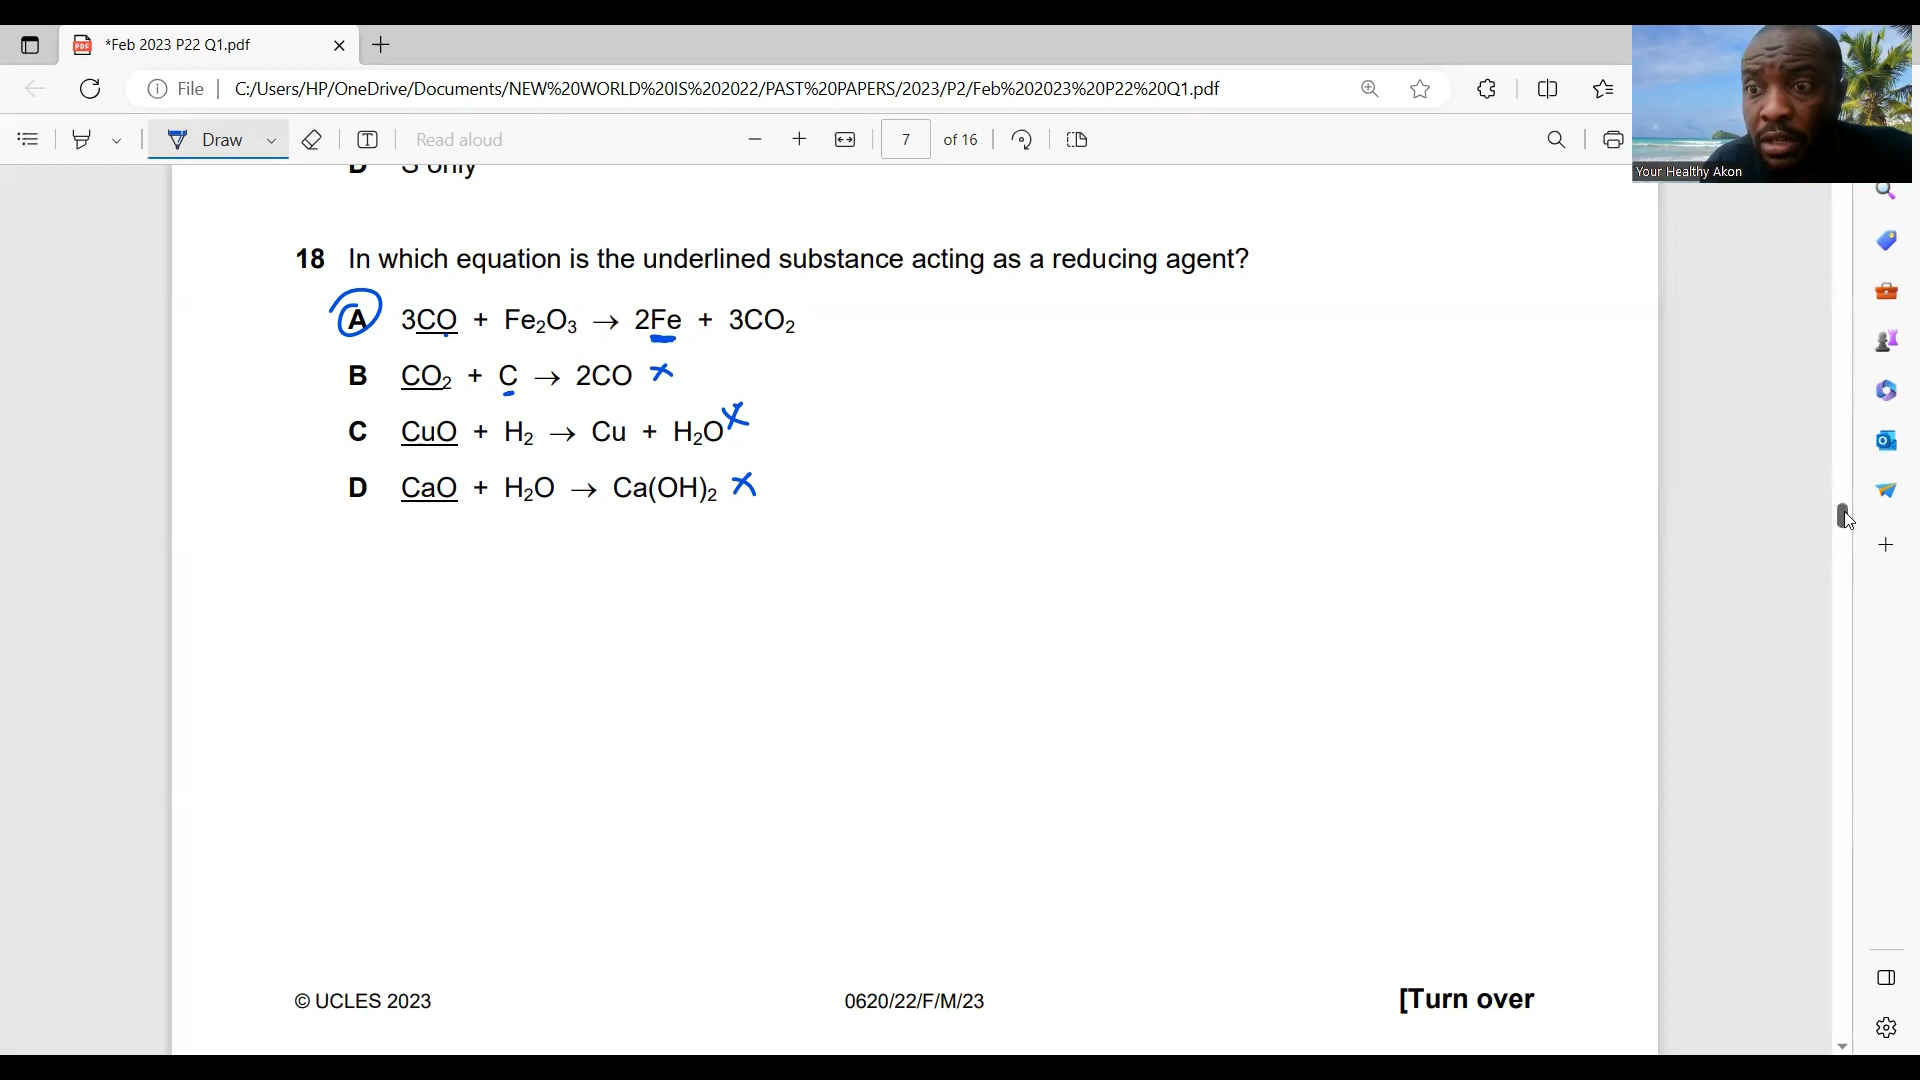 *Feb 2023 P22 Q1.pdf
File C:/Users/HP/OneDrive/Documents/NEW%20WORLD%20IS%202022/PAST%20PAPERS/2023/P2/Feb%202023%20P22%20Q1.pdf
Draw Read aloud 7 of 16
Your Healthy Akon
D S only
18 In which equation is the underlined substance acting as a reducing agent?
A 3CO + Fe₂O₃ → 2Fe + 3CO₂
B CO₂ + C → 2CO
C CuO + H₂ → Cu + H₂O
D CaO + H₂O → Ca(OH)₂
© UCLES 2023 0620/22/F/M/23 [Turn over